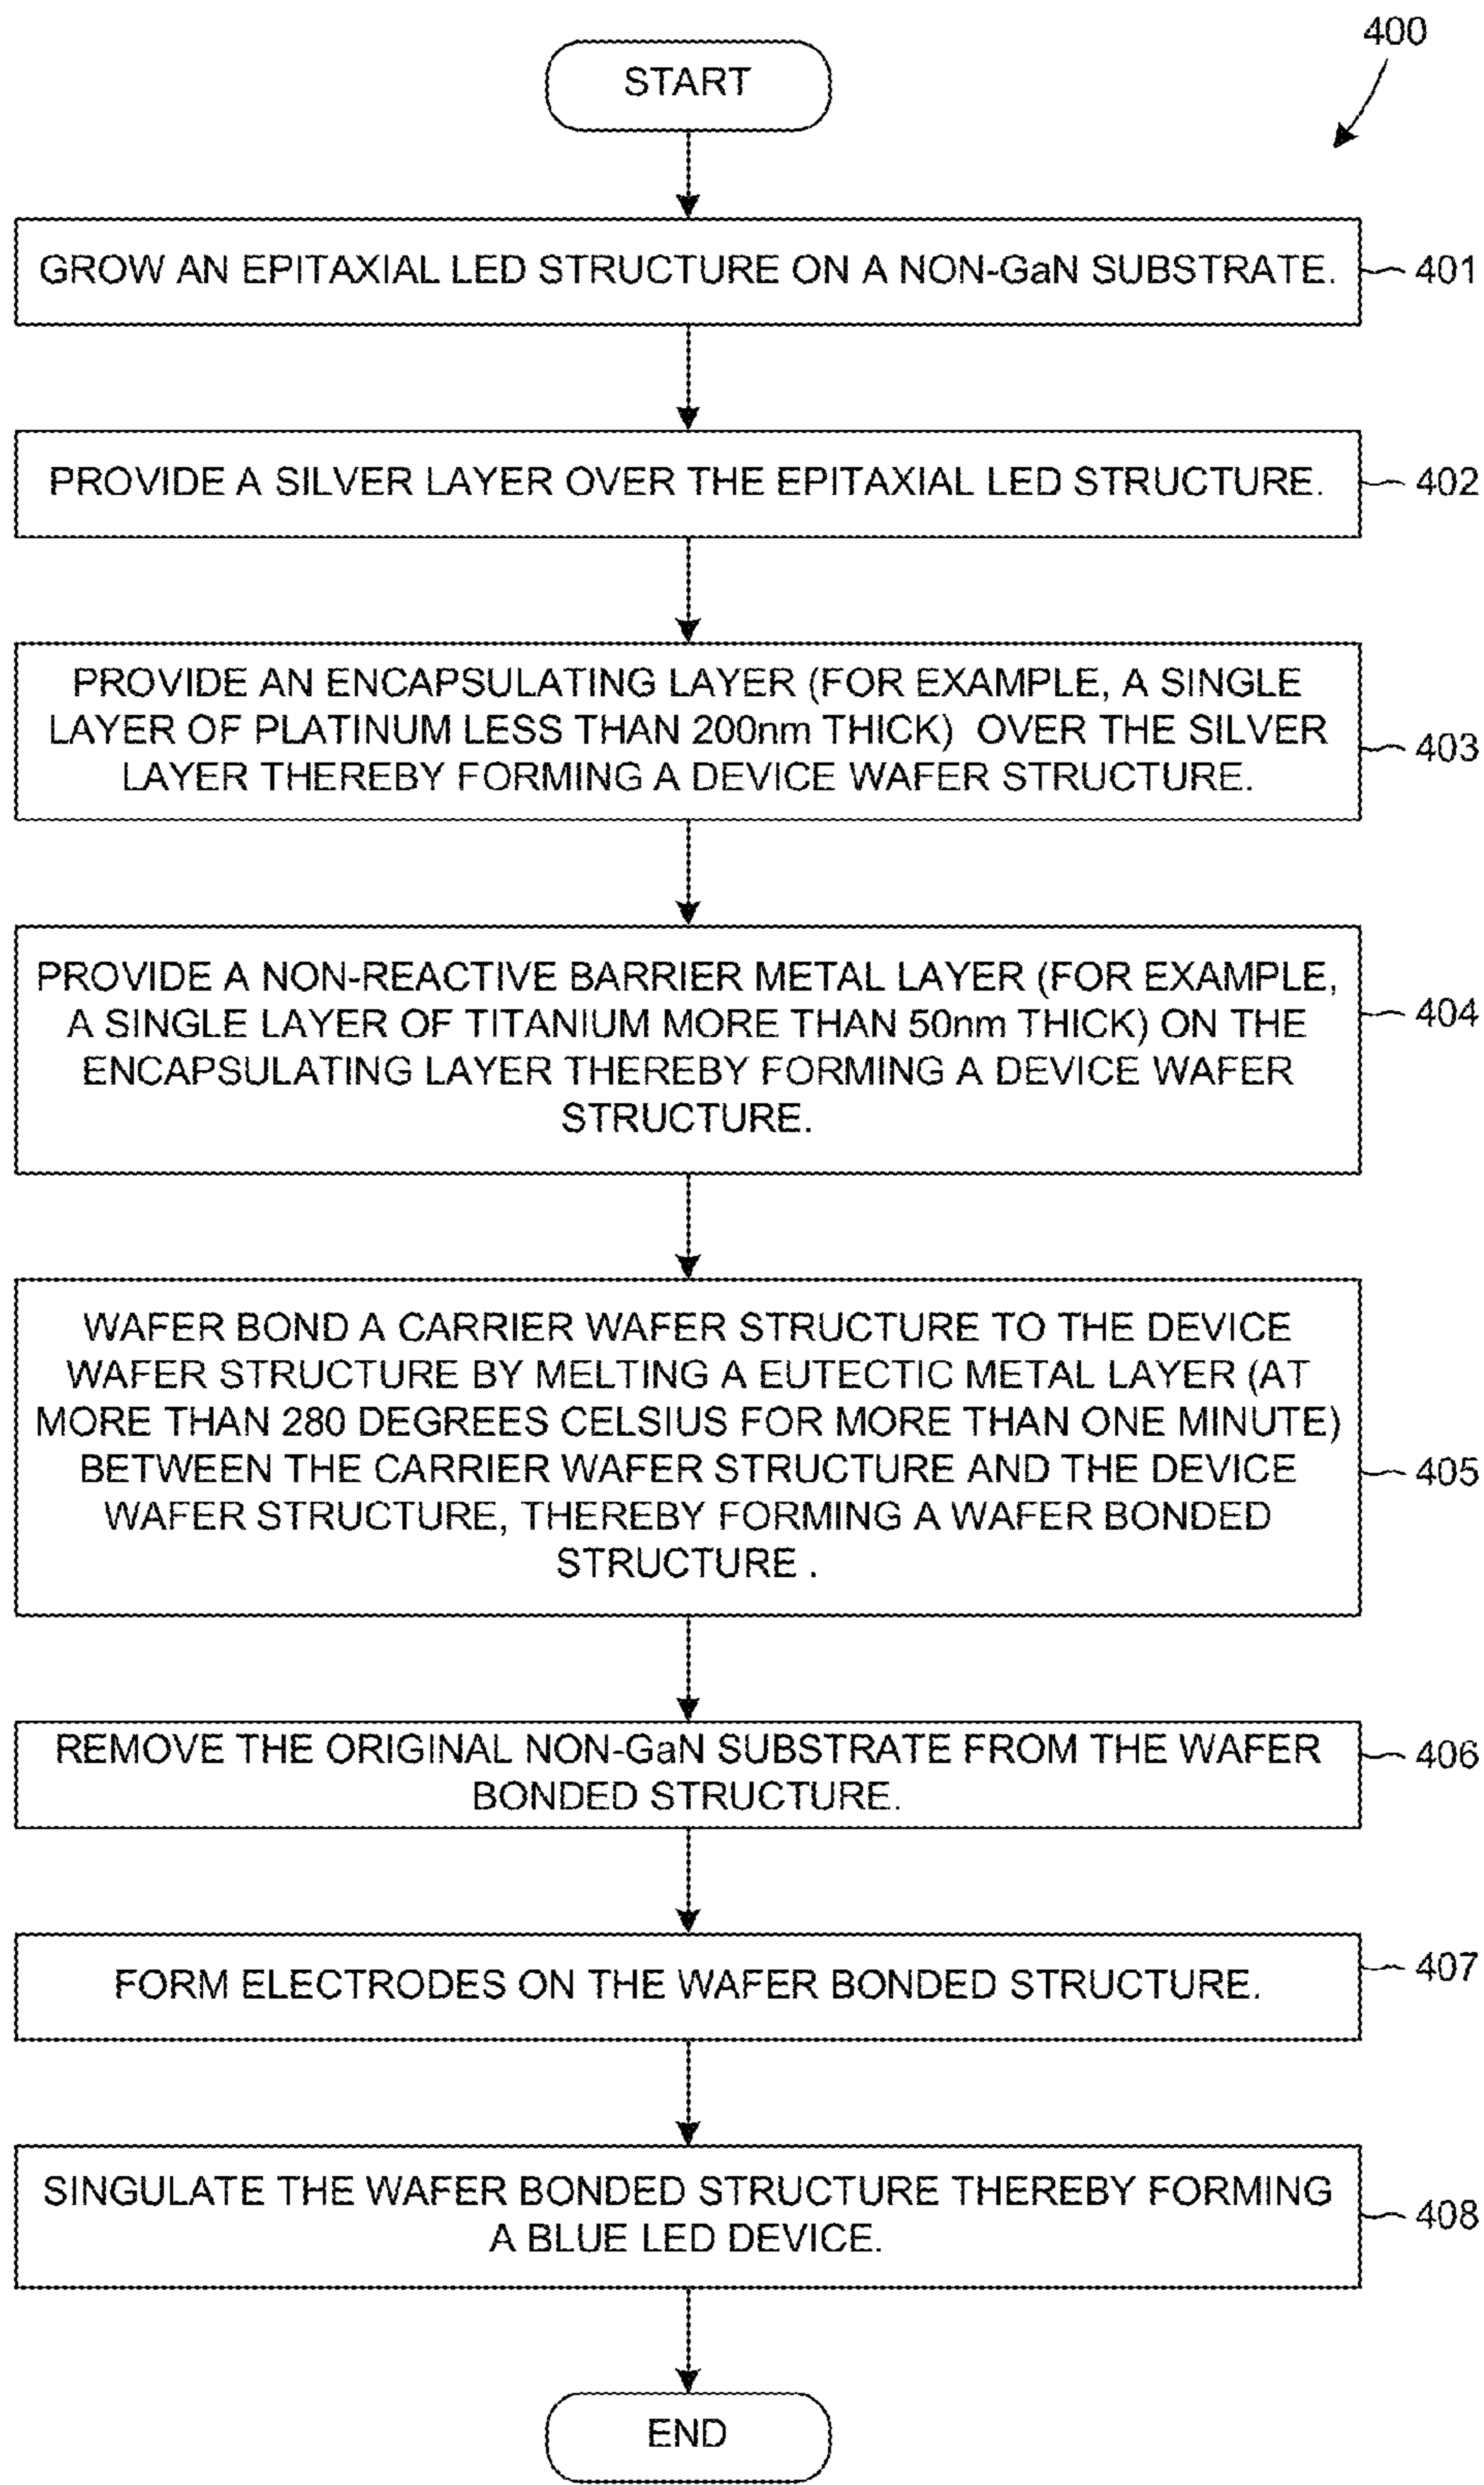 400
START
GROW AN EPITAXIAL LED STRUCTURE ON A NON-GaN SUBSTRATE.
401
PROVIDE A SILVER LAYER OVER THE EPITAXIAL LED STRUCTURE.
402
PROVIDE AN ENCAPSULATING LAYER (FOR EXAMPLE, A SINGLE
LAYER OF PLATINUM LESS THAN 200nm THICK) OVER THE SILVER
LAYER THEREBY FORMING A DEVICE WAFER STRUCTURE.
403
PROVIDE A NON-REACTIVE BARRIER METAL LAYER (FOR EXAMPLE,
A SINGLE LAYER OF TITANIUM MORE THAN 50nm THICK) ON THE
ENCAPSULATING LAYER THEREBY FORMING A DEVICE WAFER
STRUCTURE.
404
WAFER BOND A CARRIER WAFER STRUCTURE TO THE DEVICE
WAFER STRUCTURE BY MELTING A EUTECTIC METAL LAYER (AT
MORE THAN 280 DEGREES CELSIUS FOR MORE THAN ONE MINUTE)
BETWEEN THE CARRIER WAFER STRUCTURE AND THE DEVICE
WAFER STRUCTURE, THEREBY FORMING A WAFER BONDED
STRUCTURE .
405
REMOVE THE ORIGINAL NON-GaN SUBSTRATE FROM THE WAFER
BONDED STRUCTURE.
406
FORM ELECTRODES ON THE WAFER BONDED STRUCTURE.
407
SINGULATE THE WAFER BONDED STRUCTURE THEREBY FORMING
A BLUE LED DEVICE.
408
END